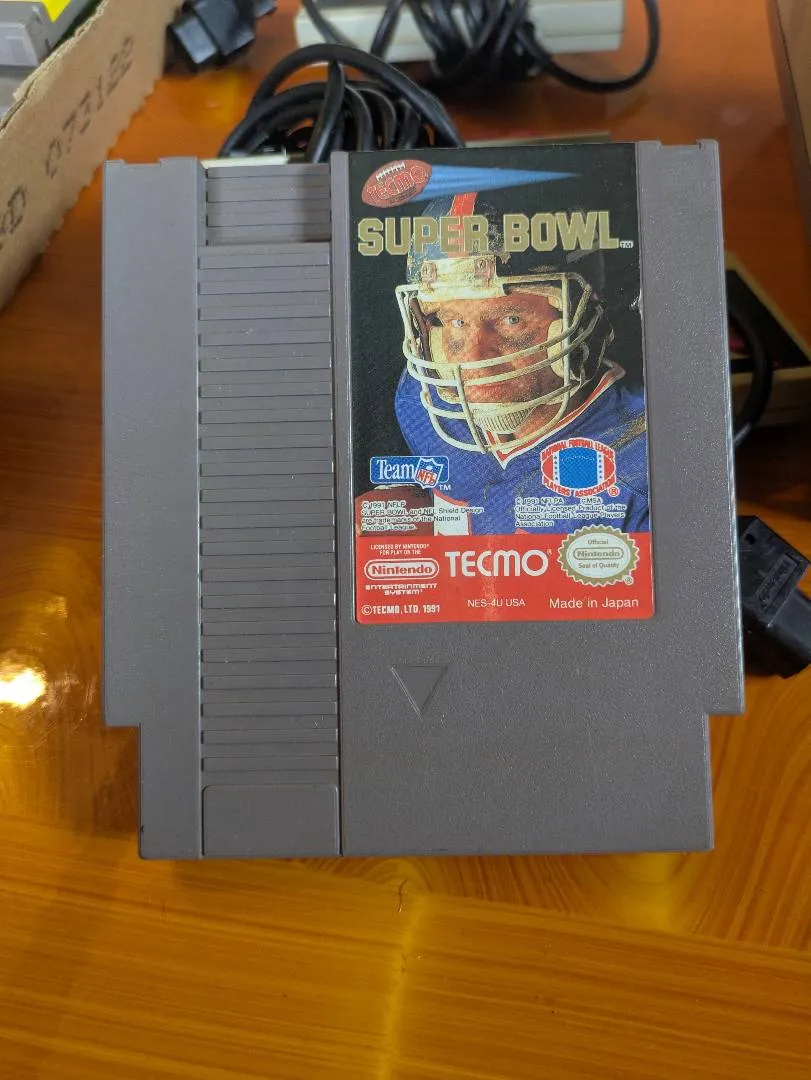 TECMO
SUPER BOWL™
Team NFL ™
©1991 NFLP
SUPER BOWL and NFL Shield Design
are trademarks of the National
Football League.
NATIONAL FOOTBALL LEAGUE
PLAYERS ASSOCIATION ®
©1991 NFLPA ©MSA
Officially Licensed Product of the
National Football League Players
Association
LICENSED BY NINTENDO®
FOR PLAY ON THE
Nintendo
ENTERTAINMENT
SYSTEM®
TECMO®
Official
Nintendo
Seal of Quality
®
©TECMO, LTD. 1991
NES-4U USA
Made in Japan